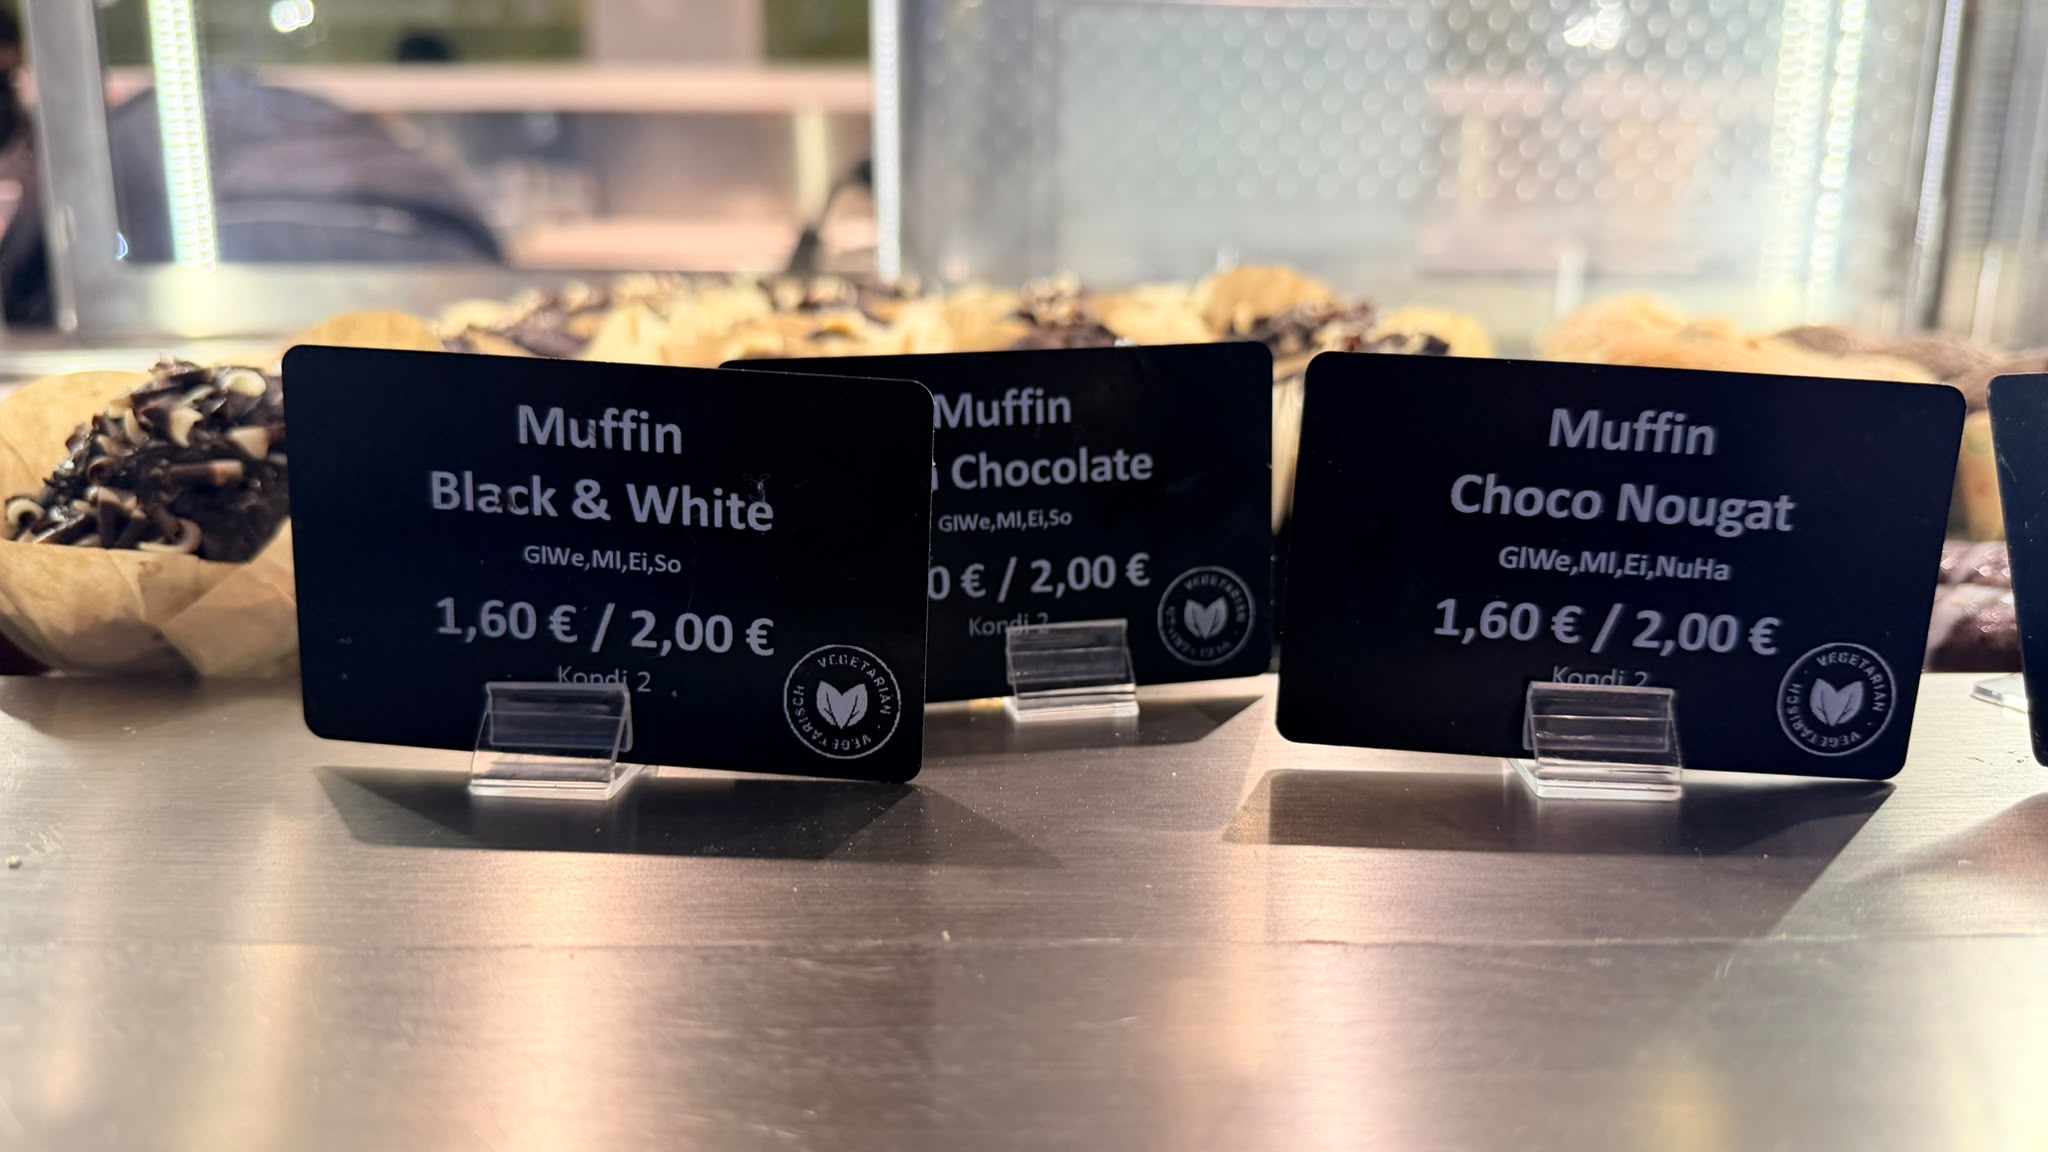 Muffin
Black & White
GlWe,Ml,Ei,So
1,60 € / 2,00 €
Kondi 2
VEGETARIAN · VEGETARISCH ·
Muffin
Chocolate
GlWe,Ml,Ei,So
0 € / 2,00 €
Kondi 2
VEGETARIAN · VEGETARISCH ·
Muffin
Choco Nougat
GlWe,Ml,Ei,NuHa
1,60 € / 2,00 €
Kondi 2
VEGETARIAN · VEGETARISCH ·